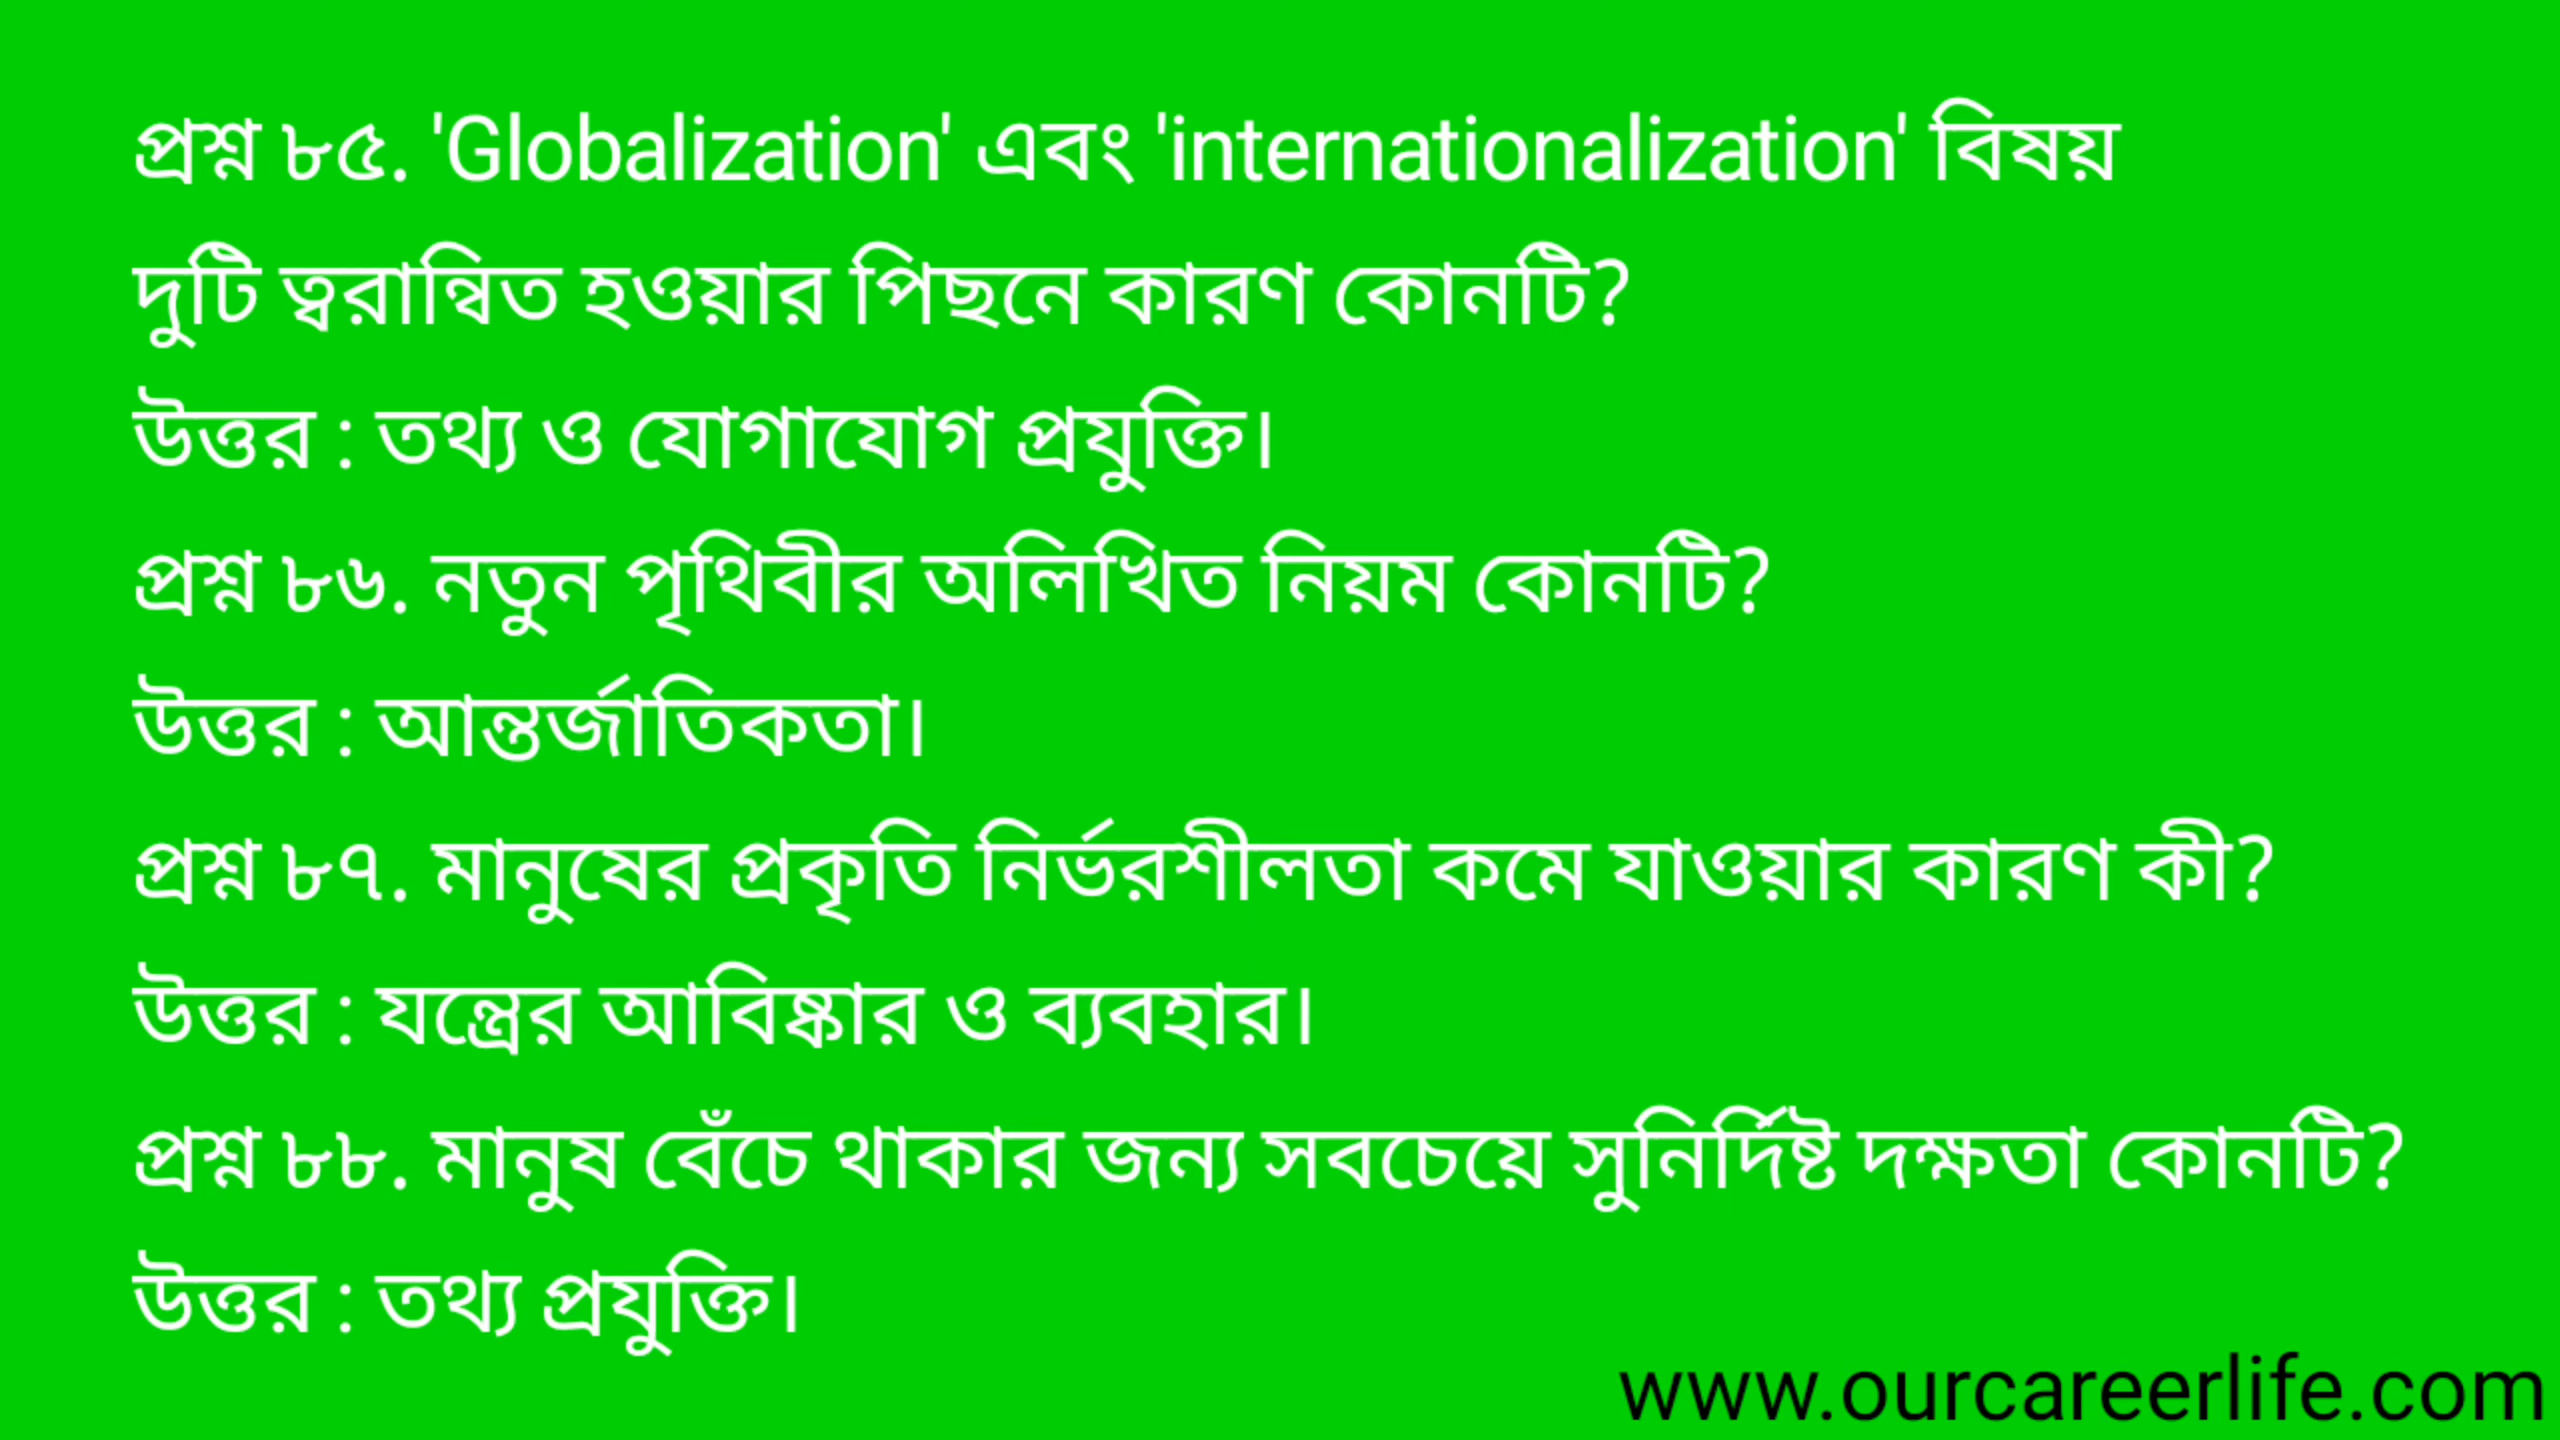 প্রশ্ন ৮৫. 'Globalization' এবং 'internationalization' বিষয়
দুটি ত্বরান্বিত হওয়ার পিছনে কারণ কোনটি?
উত্তর : তথ্য ও যোগাযোগ প্রযুক্তি।
প্রশ্ন ৮৬. নতুন পৃথিবীর অলিখিত নিয়ম কোনটি?
উত্তর : আন্তর্জাতিকতা।
প্রশ্ন ৮৭. মানুষের প্রকৃতি নির্ভরশীলতা কমে যাওয়ার কারণ কী?
উত্তর : যন্ত্রের আবিষ্কার ও ব্যবহার।
প্রশ্ন ৮৮. মানুষ বেঁচে থাকার জন্য সবচেয়ে সুনির্দিষ্ট দক্ষতা কোনটি?
উত্তর : তথ্য প্রযুক্তি।
www.ourcareerlife.com